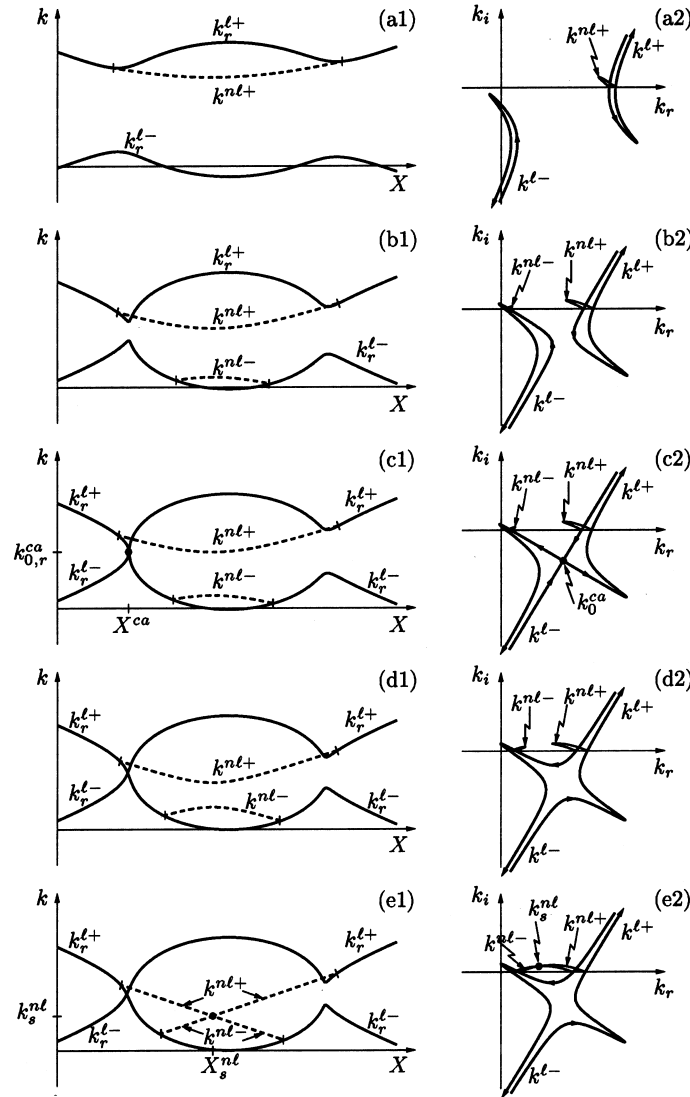 k
k_r^{ℓ+}
(a1)
k^{nℓ+}
k_r^{ℓ−}
X
k_i
(a2)
k^{nℓ+}
k^{ℓ+}
k_r
k^{ℓ−}
k
k_r^{ℓ+}
(b1)
k^{nℓ+}
k^{nℓ−}
k_r^{ℓ−}
X
k_i
(b2)
k^{nℓ−}
k^{nℓ+}
k^{ℓ+}
k_r
k^{ℓ−}
k
(c1)
k_r^{ℓ+}
k_r^{ℓ+}
k^{nℓ+}
k_{0,r}^{ca}
k_r^{ℓ−}
k^{nℓ−}
k_r^{ℓ−}
X^{ca}
X
k_i
(c2)
k^{nℓ−}
k^{nℓ+}
k^{ℓ+}
k_r
k_0^{ca}
k^{ℓ−}
k
(d1)
k_r^{ℓ+}
k_r^{ℓ+}
k^{nℓ+}
k_r^{ℓ−}
k^{nℓ−}
k_r^{ℓ−}
X
k_i
(d2)
k^{nℓ−}
k^{nℓ+}
k^{ℓ+}
k_r
k^{ℓ−}
k
(e1)
k_r^{ℓ+}
k_r^{ℓ+}
k^{nℓ+}
k_s^{nℓ}
k_r^{ℓ−}
k^{nℓ−}
k_r^{ℓ−}
X_s^{nℓ}
X
k_i
(e2)
k_s^{nℓ}
k^{nℓ−}
k^{nℓ+}
k^{ℓ+}
k_r
k^{ℓ−}